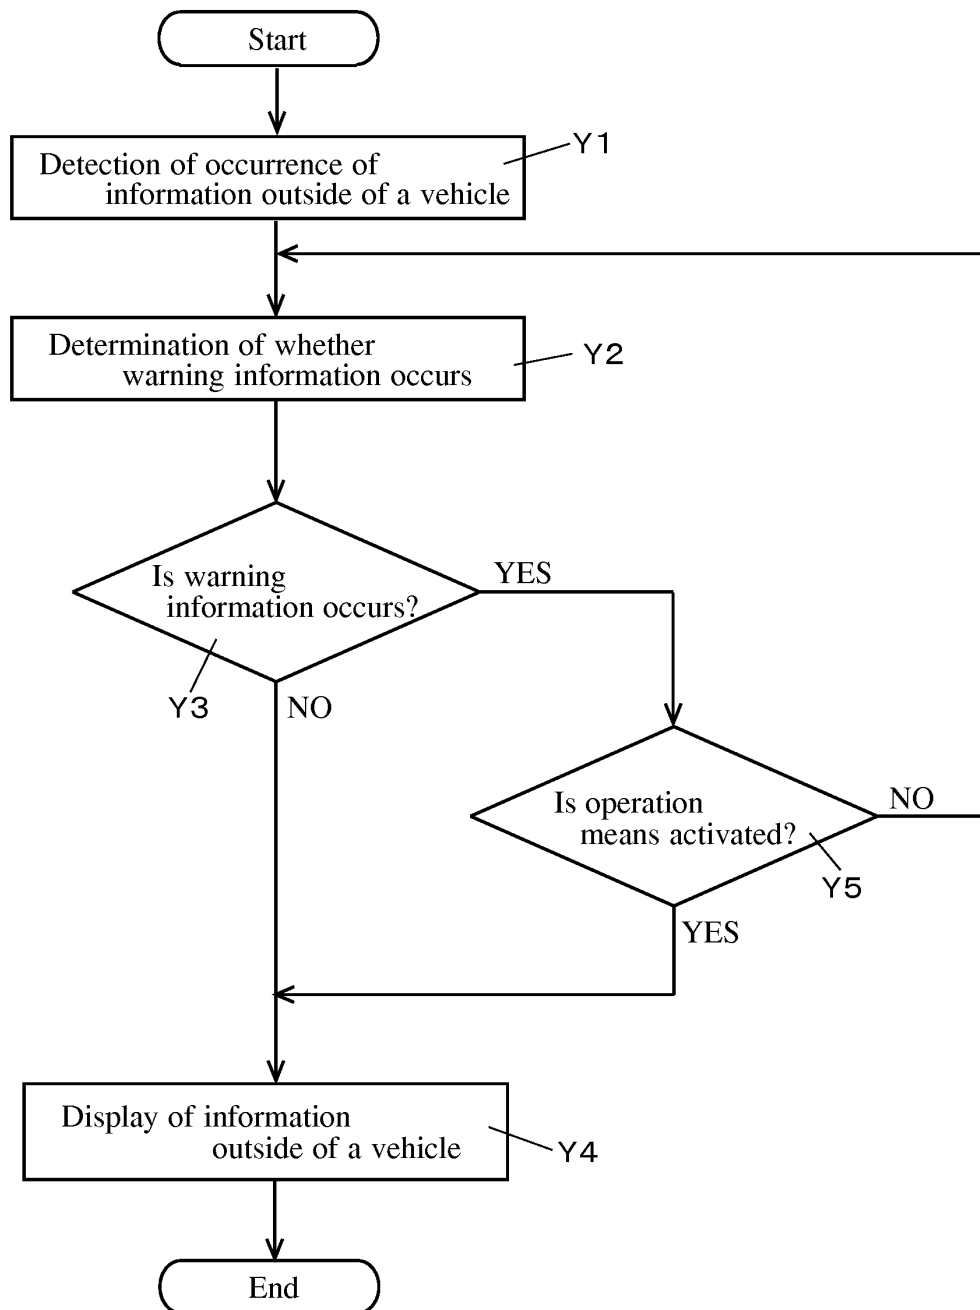 Start
Detection of occurrence of
information outside of a vehicle
Y1
Determination of whether
warning information occurs
Y2
Is warning
information occurs?
YES
Y3
NO
Is operation
means activated?
NO
Y5
YES
Display of information
outside of a vehicle
Y4
End